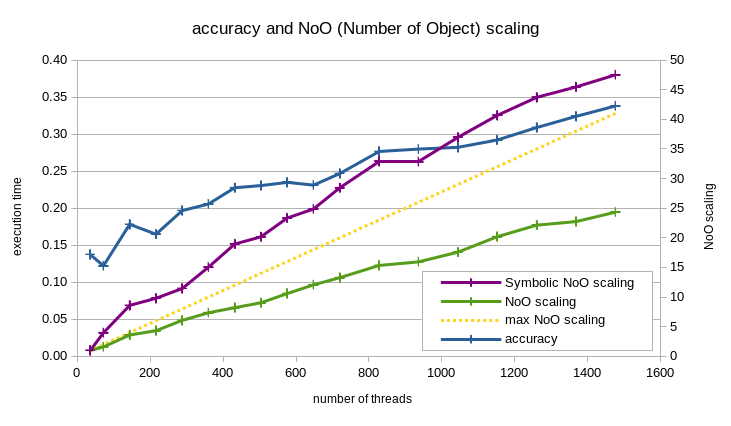 accuracy and NoO (Number of Object) scaling
0.40
0.35
0.30
0.25
0.20
0.15
0.10
0.05
0.00
execution time
50
45
40
35
30
25
20
15
10
5
0
NoO scaling
Symbolic NoO scaling
NoO scaling
max NoO scaling
accuracy
0 200 400 600 800 1000 1200 1400 1600
number of threads